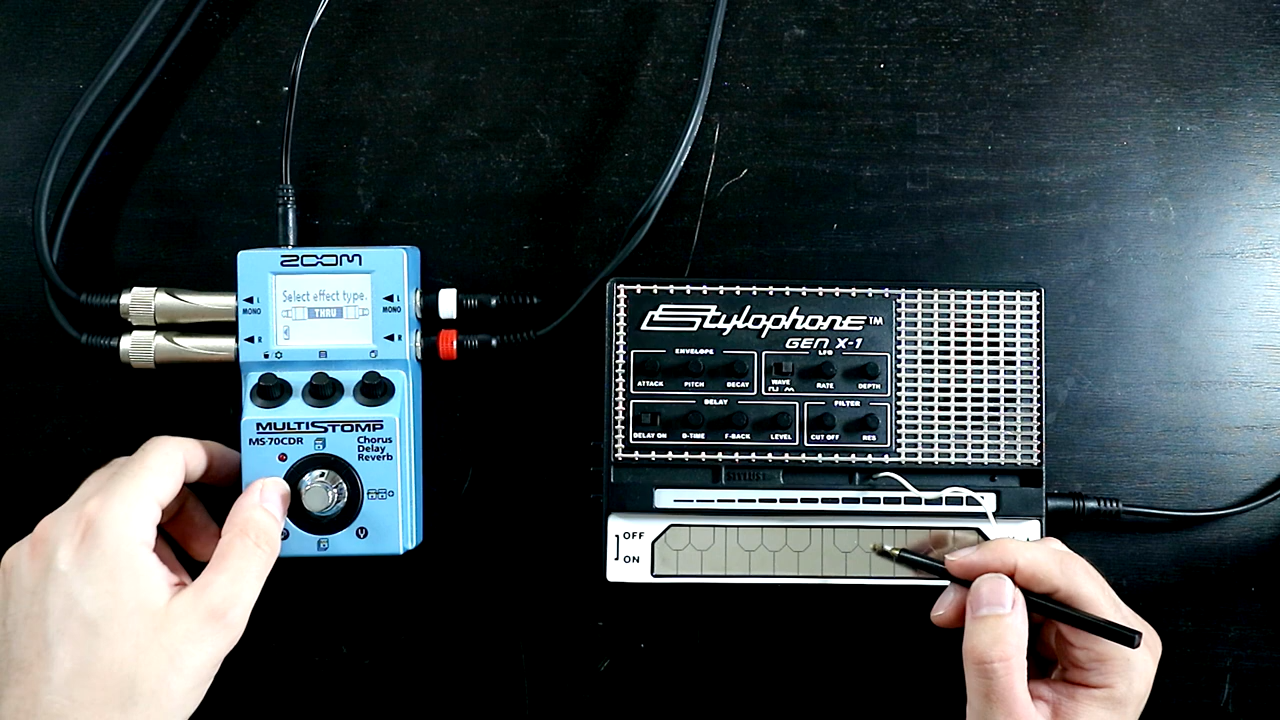 ZOOM
L
MONO
R
Select effect type.
THRU
L
MONO
R
MULTISTOMP
MS-70CDR
Chorus
Delay
Reverb
Stylophone™
GEN X-1
ENVELOPE
ATTACK PITCH DECAY
LFO
WAVE RATE DEPTH
DELAY
DELAY ON D-TIME F-BACK LEVEL
FILTER
CUT OFF RES
STYLUS
OFF
ON